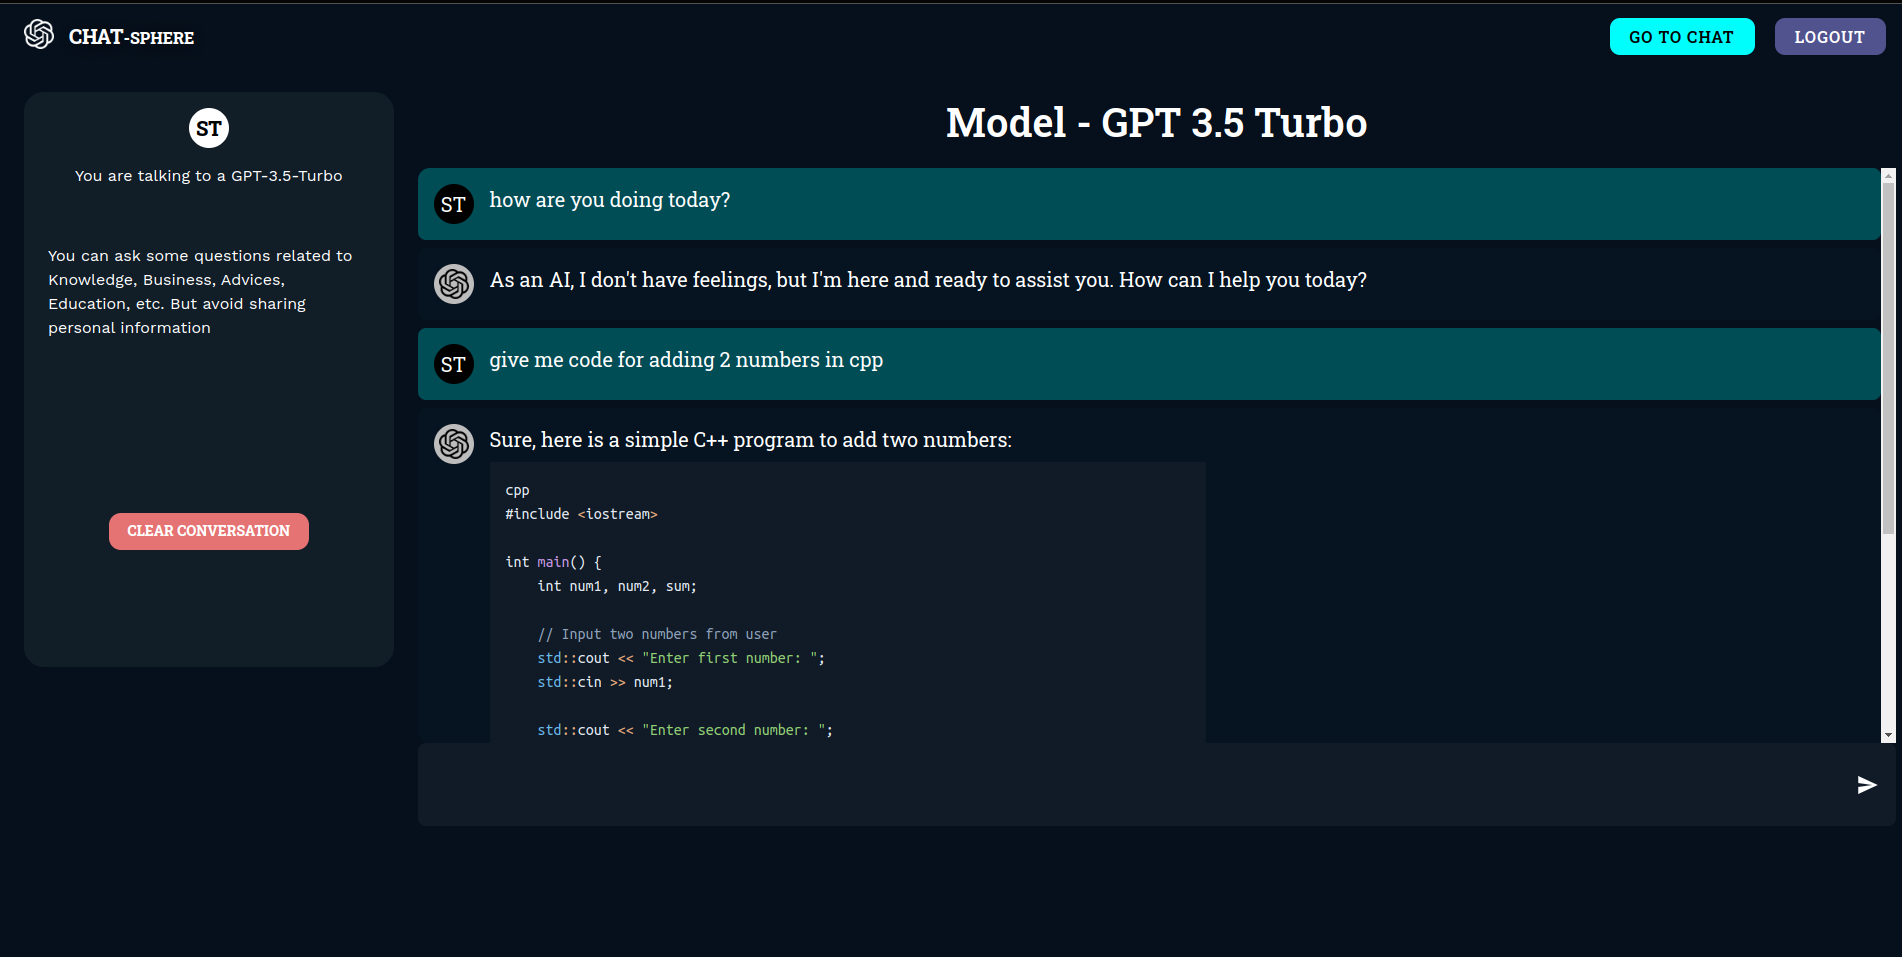 CHAT-SPHERE
GO TO CHAT
LOGOUT
ST
You are talking to a GPT-3.5-Turbo
You can ask some questions related to
Knowledge, Business, Advices,
Education, etc. But avoid sharing
personal information
CLEAR CONVERSATION
Model - GPT 3.5 Turbo
ST
how are you doing today?
As an AI, I don't have feelings, but I'm here and ready to assist you. How can I help you today?
ST
give me code for adding 2 numbers in cpp
Sure, here is a simple C++ program to add two numbers:
cpp
#include <iostream>
int main() {
    int num1, num2, sum;
    // Input two numbers from user
    std::cout << "Enter first number: ";
    std::cin >> num1;
    std::cout << "Enter second number: ";